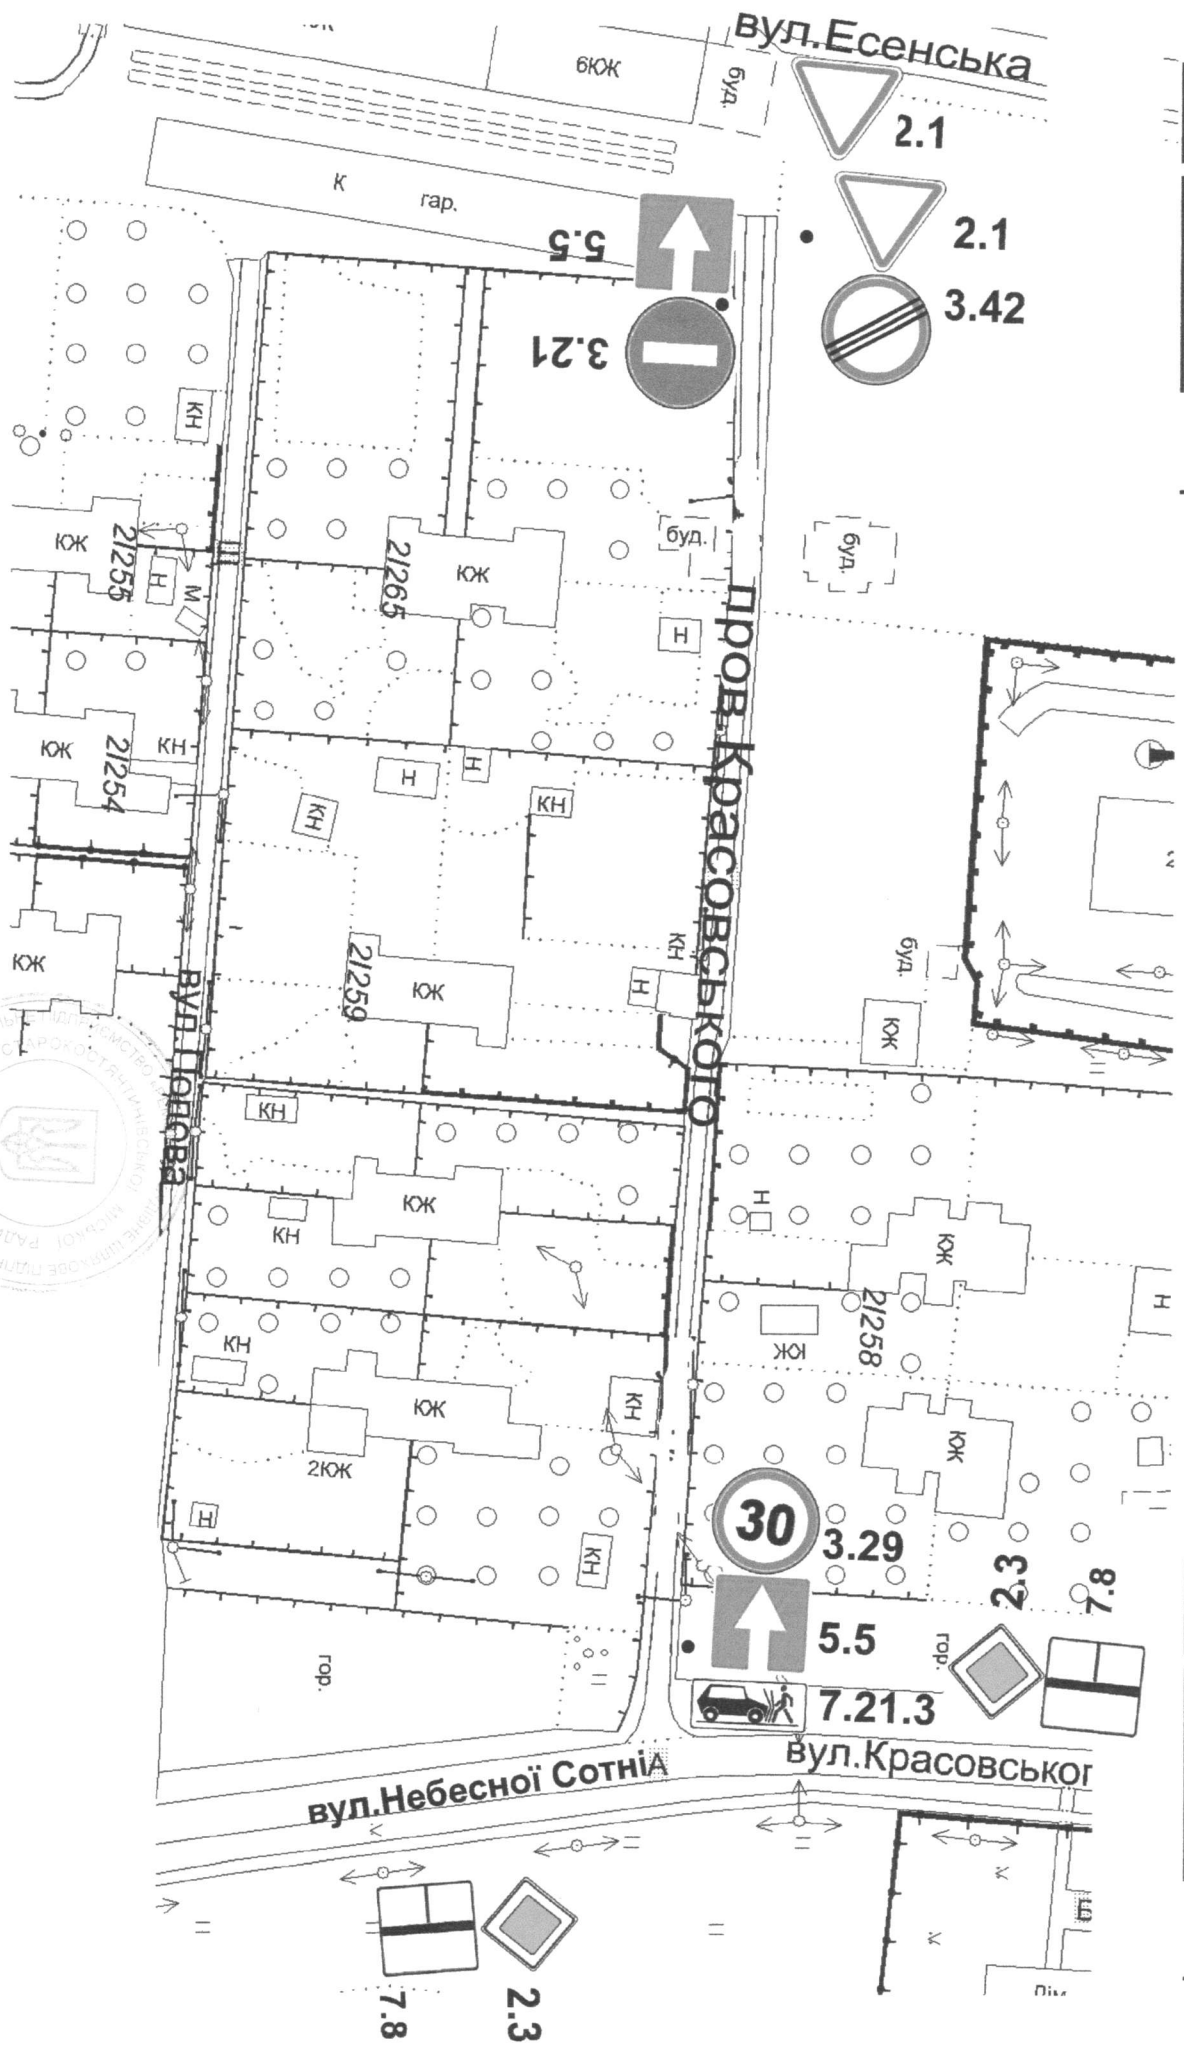 вул.Есенська
6КЖ
буд.
2.1
К
гар.
5.5
2.1
3.42
3.21
КН
КЖ
2/255
Н
М
2/265
КЖ
буд.
буд.
Н
пров.Красовського
КЖ
2/254
КН
Н
Н
КН
КН
КЖ
2/259
КЖ
КН
Н
буд.
КЖ
вул.Попова
КН
КЖ
КН
Н
КЖ
2/258
КЖ
Н
КН
КЖ
2КЖ
КН
КЖ
Н
КН
30
3.29
2.3
7.8
5.5
гор.
гор.
7.21.3
вул.Небесної Сотні
А
вул.Красовськог
7.8
2.3